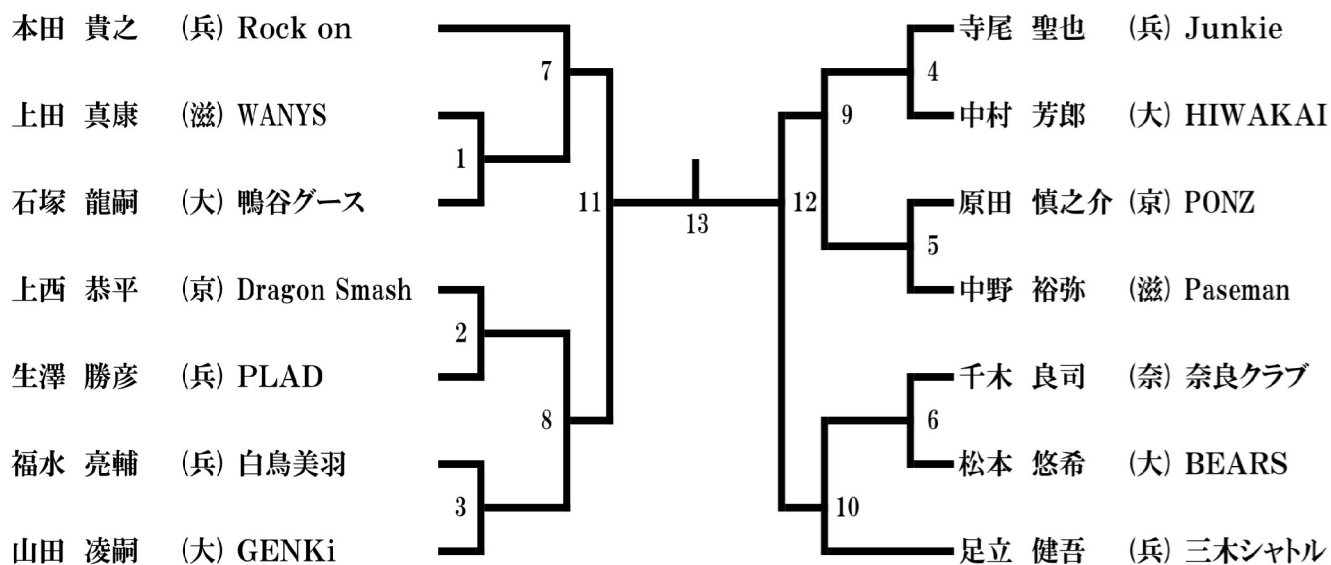 本田 貴之 (兵) Rock on
上田 真康 (滋) WANYS
石塚 龍嗣 (大) 鴨谷グース
上西 恭平 (京) Dragon Smash
生澤 勝彦 (兵) PLAD
福水 亮輔 (兵) 白鳥美羽
山田 凌嗣 (大) GENKi
7
1
11
2
8
3
13
9
4
12
5
6
10
寺尾 聖也 (兵) Junkie
中村 芳郎 (大) HIWAKAI
原田 慎之介 (京) PONZ
中野 裕弥 (滋) Paseman
千木 良司 (奈) 奈良クラブ
松本 悠希 (大) BEARS
足立 健吾 (兵) 三木シャトル